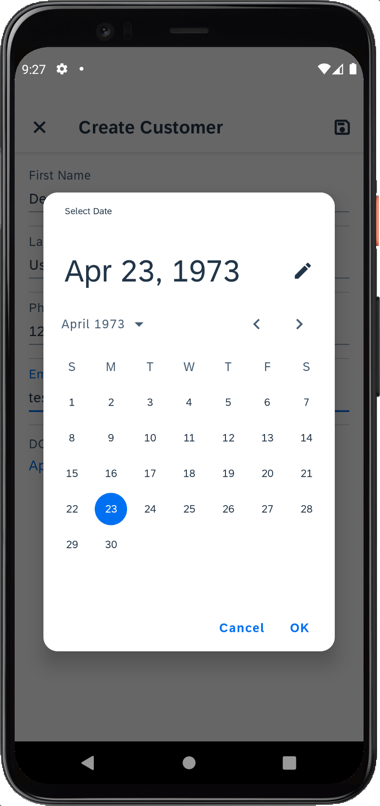 9:27
Create Customer
First Name
De
Select Date
La
Us
Apr 23, 1973
Ph
12
April 1973
Em
tes
S M T W T F S
1 2 3 4 5 6 7
8 9 10 11 12 13 14
DO
Ap
15 16 17 18 19 20 21
22 23 24 25 26 27 28
29 30
Cancel OK